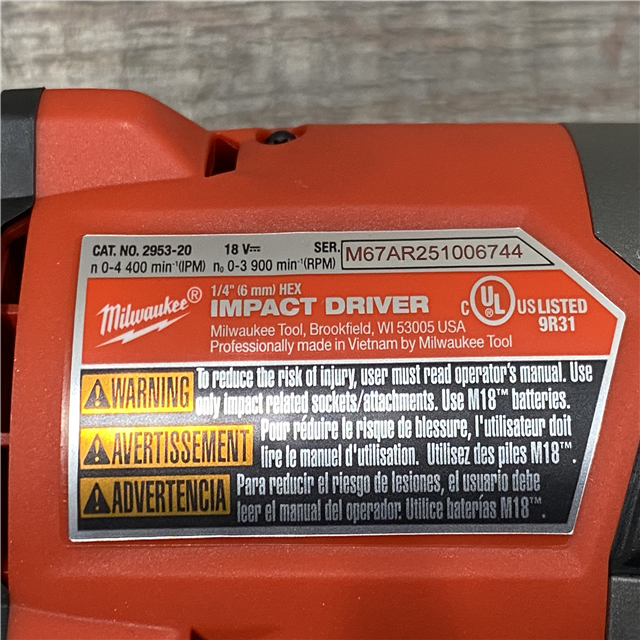 CAT. NO. 2953-20 18 V⎓ SER. M67AR251006744
n 0-4 400 min⁻¹(IPM) n₀ 0-3 900 min⁻¹(RPM)
Milwaukee® 1/4" (6 mm) HEX
IMPACT DRIVER
C UL® US LISTED
9R31
Milwaukee Tool, Brookfield, WI 53005 USA
Professionally made in Vietnam by Milwaukee Tool
WARNING To reduce the risk of injury, user must read operator's manual. Use
only impact related sockets/attachments. Use M18™ batteries.
AVERTISSEMENT Pour réduire le risque de blessure, l'utilisateur doit
lire le manuel d'utilisation. Utilisez des piles M18™.
ADVERTENCIA Para reducir el riesgo de lesiones, el usuario debe
leer el manual del operador. Utilice baterías M18™.